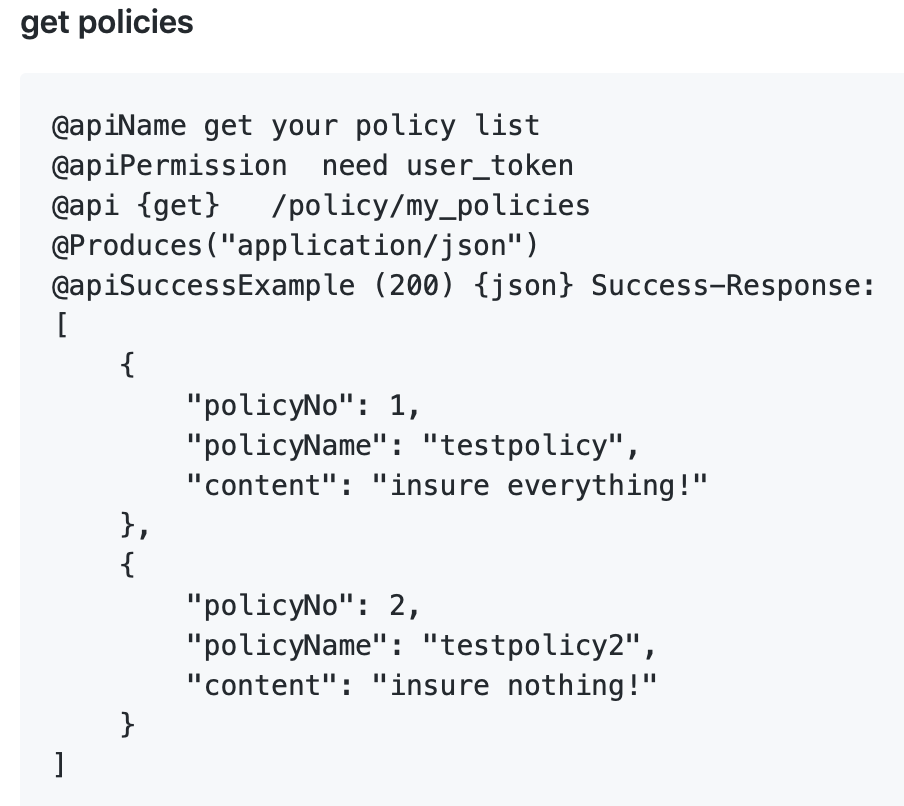 get policies
@apiName get your policy list
@apiPermission  need user_token
@api {get}   /policy/my_policies
@Produces("application/json")
@apiSuccessExample (200) {json} Success-Response:
[
    {
        "policyNo": 1,
        "policyName": "testpolicy",
        "content": "insure everything!"
    },
    {
        "policyNo": 2,
        "policyName": "testpolicy2",
        "content": "insure nothing!"
    }
]